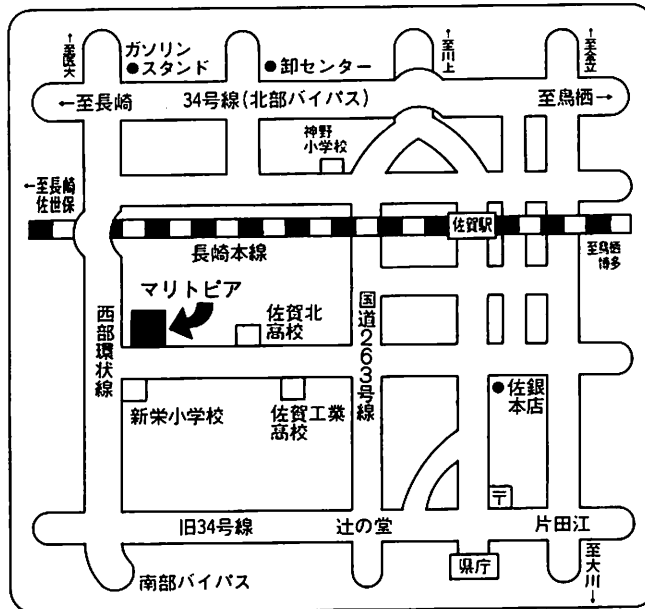 ←至医大
ガソリン
●スタンド
●卸センター
←至川上
←至金立
←至長崎
34号線(北部バイパス)
至鳥栖→
神野
小学校
←至長崎
佐世保
佐賀駅
長崎本線
至鳥栖
博多
マリトピア
西部環状線
佐賀北
高校
国道263号線
新栄小学校
佐賀工業
高校
●佐銀
本店
〒
旧34号線
辻の堂
片田江
南部バイパス
県庁
至大川→